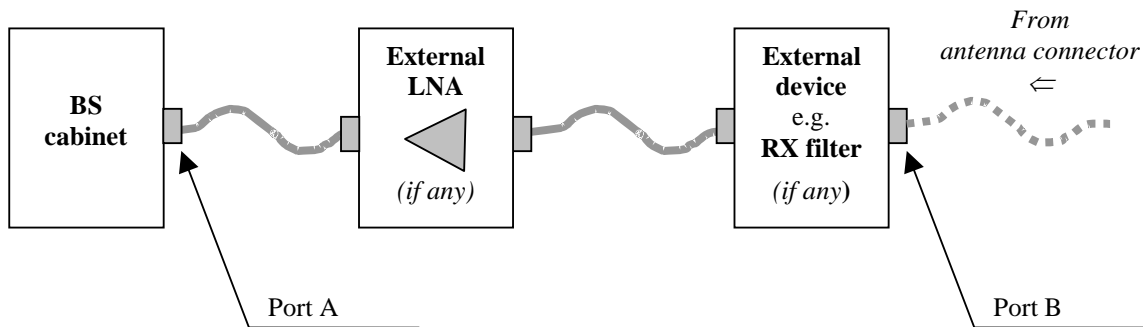 BS
cabinet
External
LNA
(if any)
External
device
e.g.
RX filter
(if any)
From
antenna connector
⇐
Port A
Port B